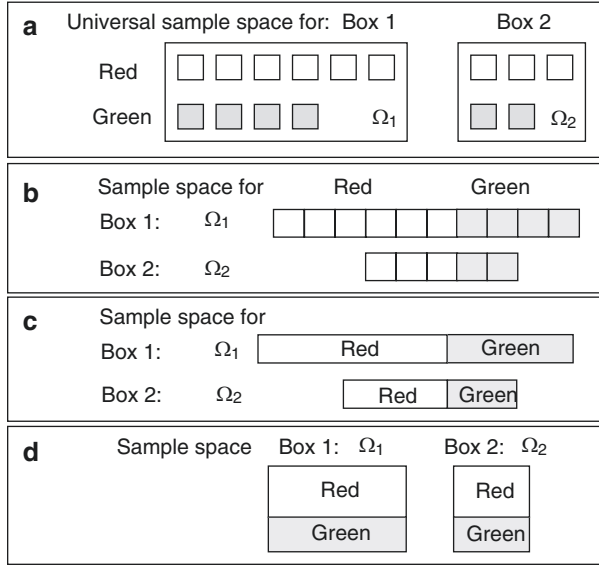 a Universal sample space for: Box 1 Box 2
Red
Green Ω1 Ω2
b Sample space for Red Green
Box 1: Ω1
Box 2: Ω2
c Sample space for
Box 1: Ω1 Red Green
Box 2: Ω2 Red Green
d Sample space Box 1: Ω1 Box 2: Ω2
Red Red
Green Green